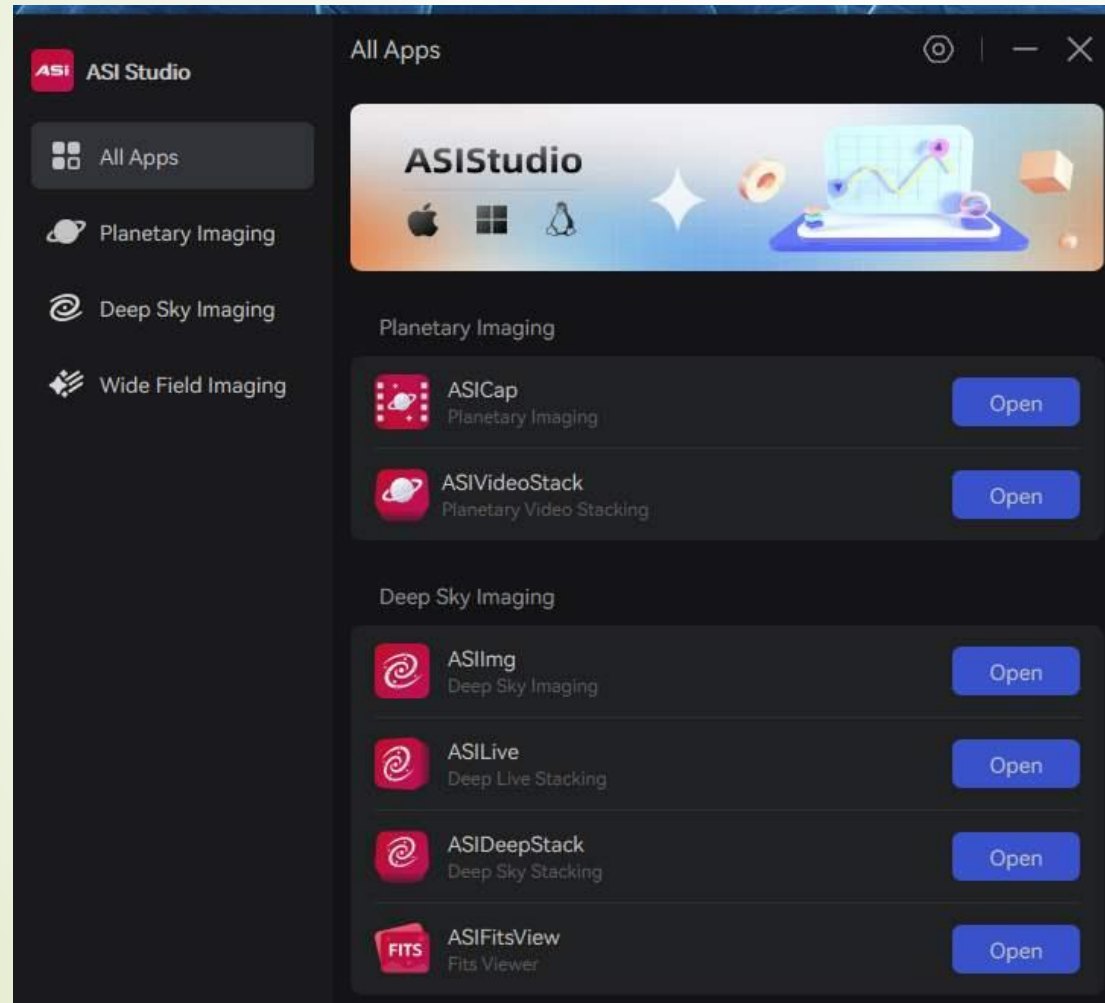 ASI ASI Studio
All Apps
Planetary Imaging
Deep Sky Imaging
Wide Field Imaging
All Apps
ASIStudio
Planetary Imaging
ASICap
Planetary Imaging
Open
ASIVideoStack
Planetary Video Stacking
Open
Deep Sky Imaging
ASIImg
Deep Sky Imaging
Open
ASILive
Deep Live Stacking
Open
ASIDeepStack
Deep Sky Stacking
Open
FITS
ASIFitsView
Fits Viewer
Open